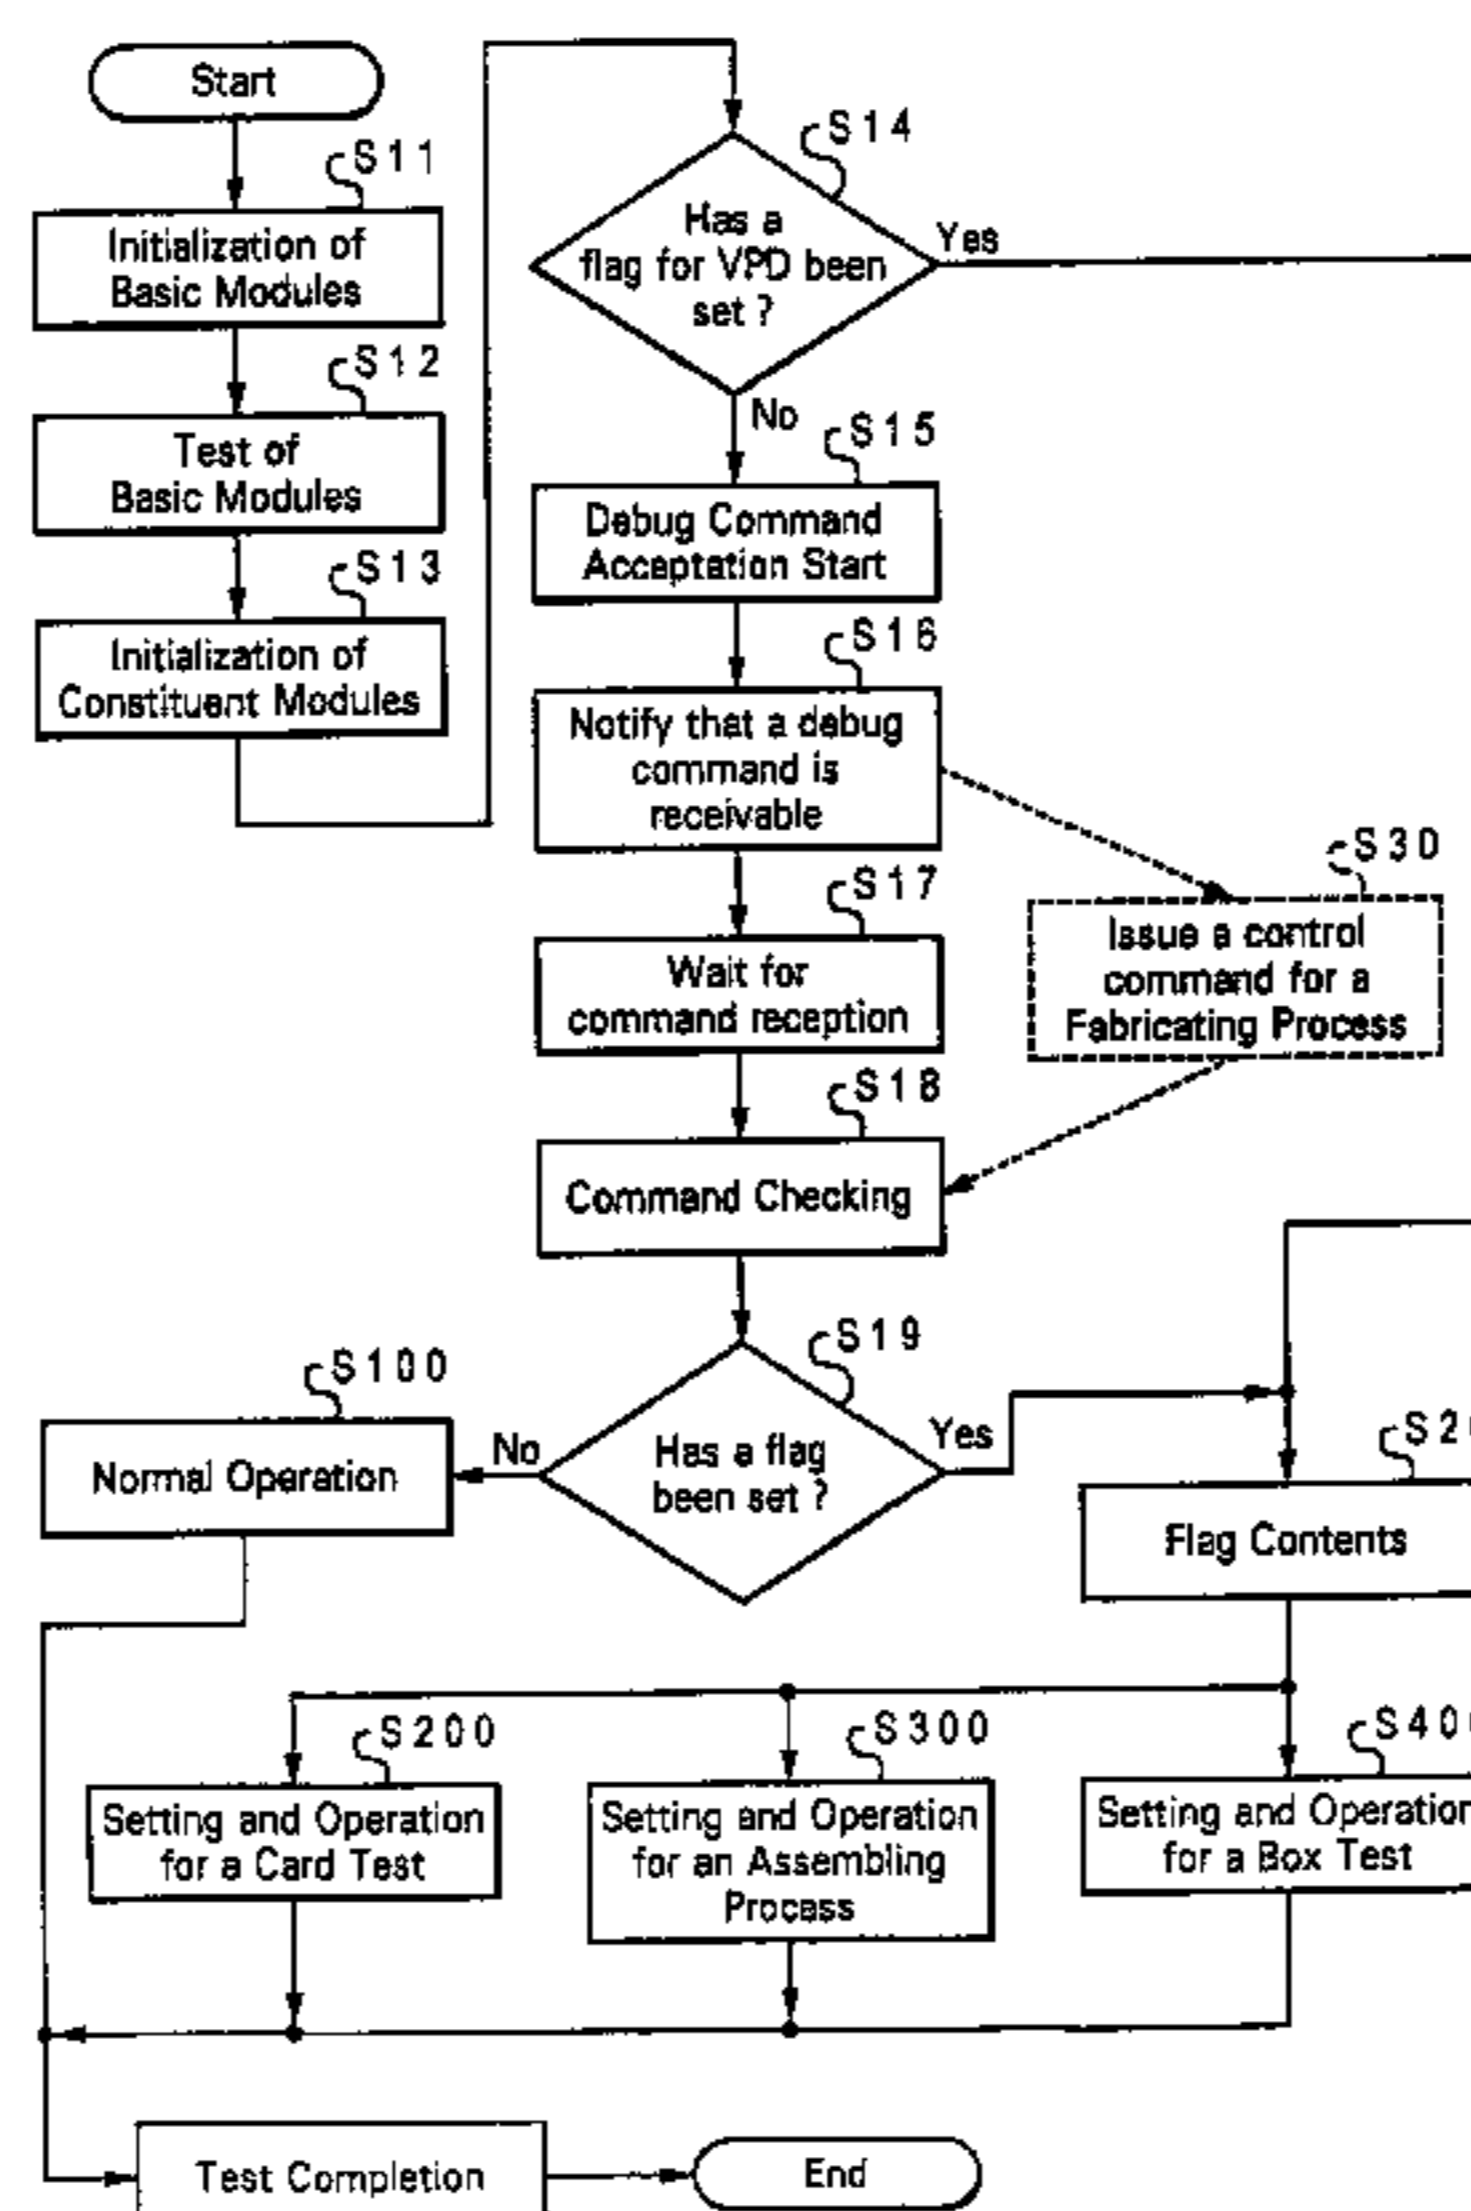 Start
S11
Initialization of
Basic Modules
S12
Test of
Basic Modules
S13
Initialization of
Constituent Modules
S14
Has a
flag for VPD been
set ?
Yes
No
S15
Debug Command
Acceptation Start
S16
Notify that a debug
command is
receivable
S17
Wait for
command reception
S30
Issue a control
command for a
Fabricating Process
S18
Command Checking
S19
Has a flag
been set ?
No
Yes
S100
Normal Operation
Flag Contents
S200
Setting and Operation
for a Card Test
S300
Setting and Operation
for an Assembling
Process
Setting and Operation
for a Box Test
Test Completion
End